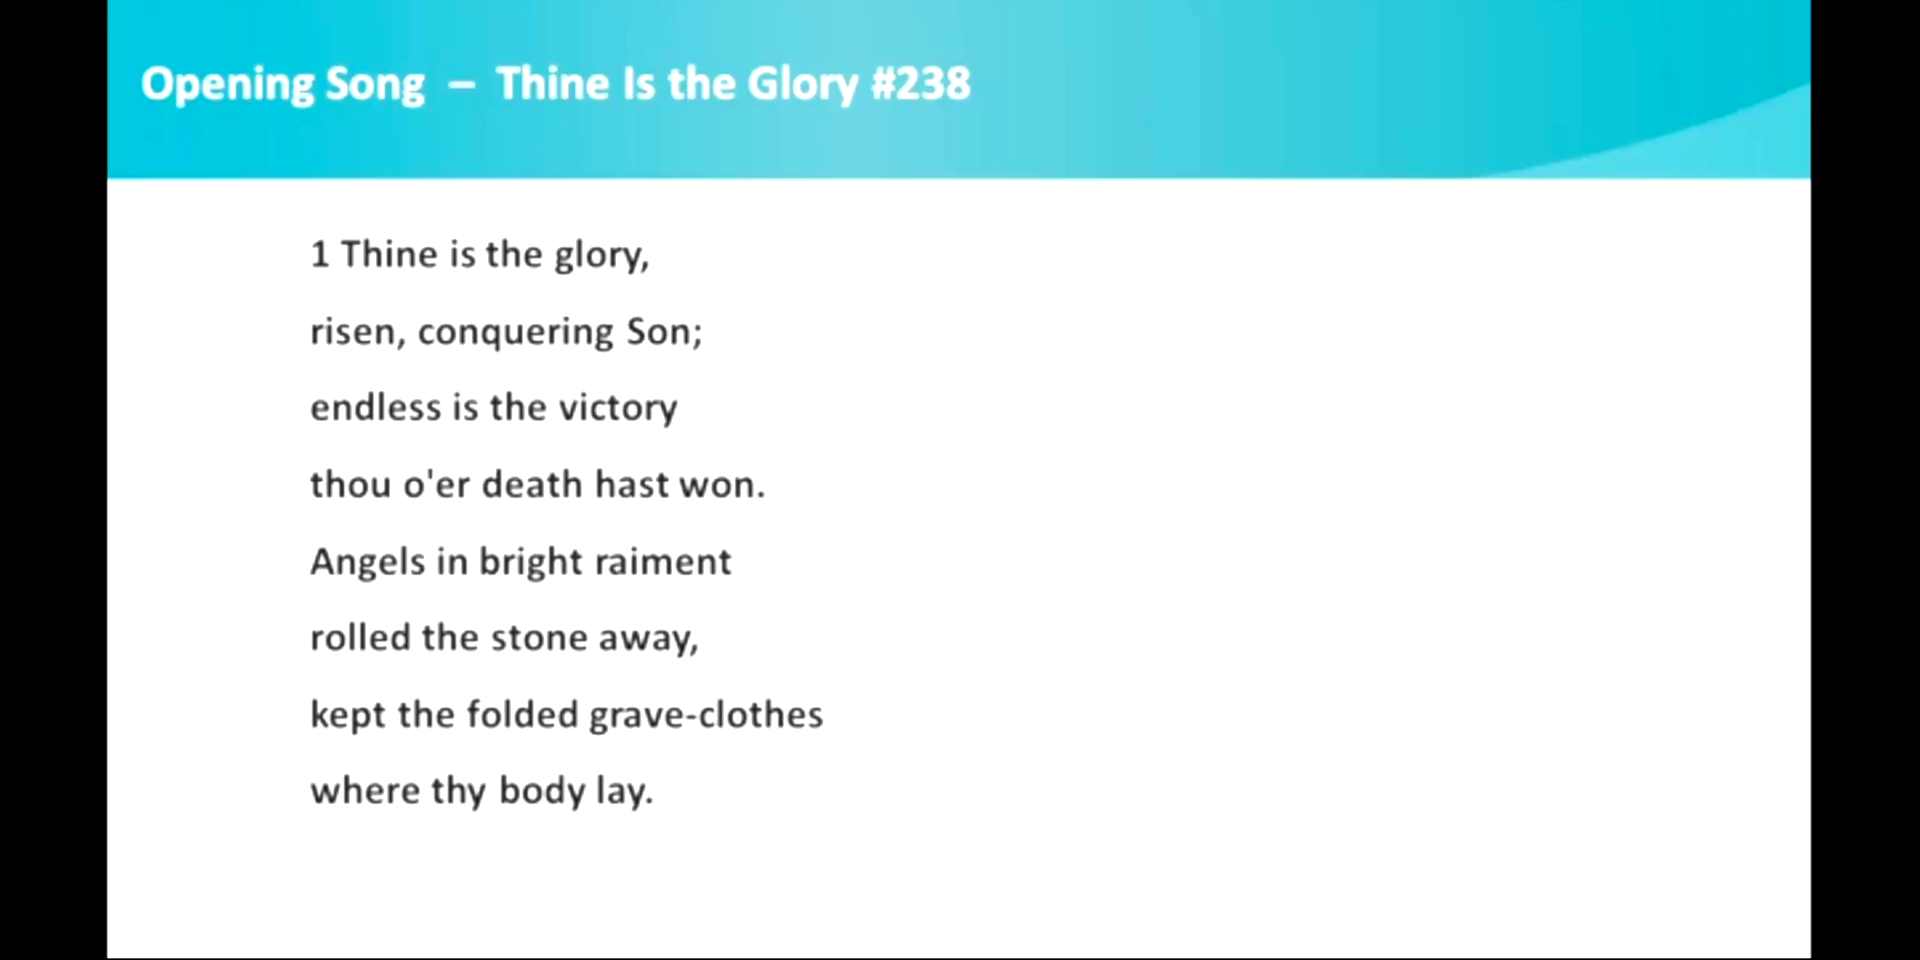 Opening Song – Thine Is the Glory #238
1 Thine is the glory,
risen, conquering Son;
endless is the victory
thou o'er death hast won.
Angels in bright raiment
rolled the stone away,
kept the folded grave-clothes
where thy body lay.